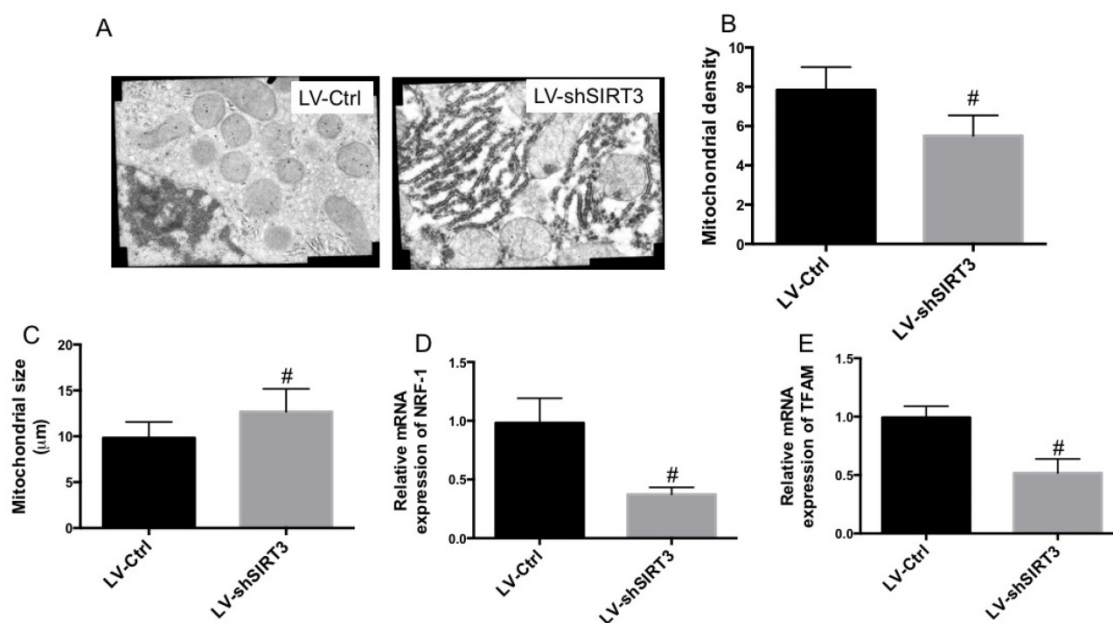 A
LV-Ctrl
LV-shSIRT3
B
Mitochondrial density
10
8
6
4
2
0
#
LV-Ctrl
LV-shSIRT3
C
Mitochondrial size
(μm)
20
15
10
5
0
#
LV-Ctrl
LV-shSIRT3
D
Relative mRNA
expression of NRF-1
1.5
1.0
0.5
0.0
#
LV-Ctrl
LV-shSIRT3
E
Relative mRNA
expression of TFAM
1.5
1.0
0.5
0.0
#
LV-Ctrl
LV-shSIRT3